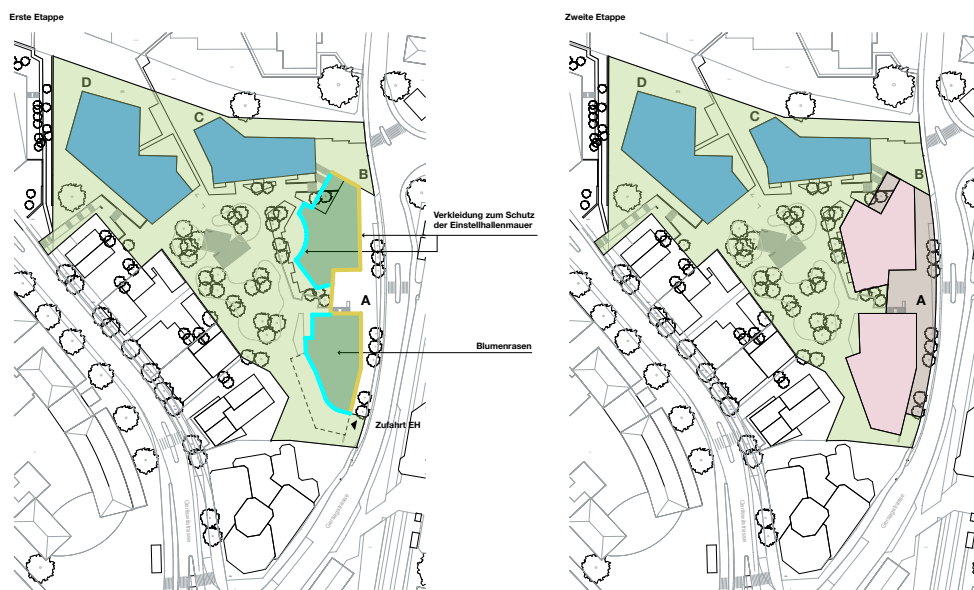 Erste Etappe
Zweite Etappe
D
C
B
Verkleidung zum Schutz
der Einstellhallenmauer
A
Blumenrasen
Zufahrt EH
D
C
B
A